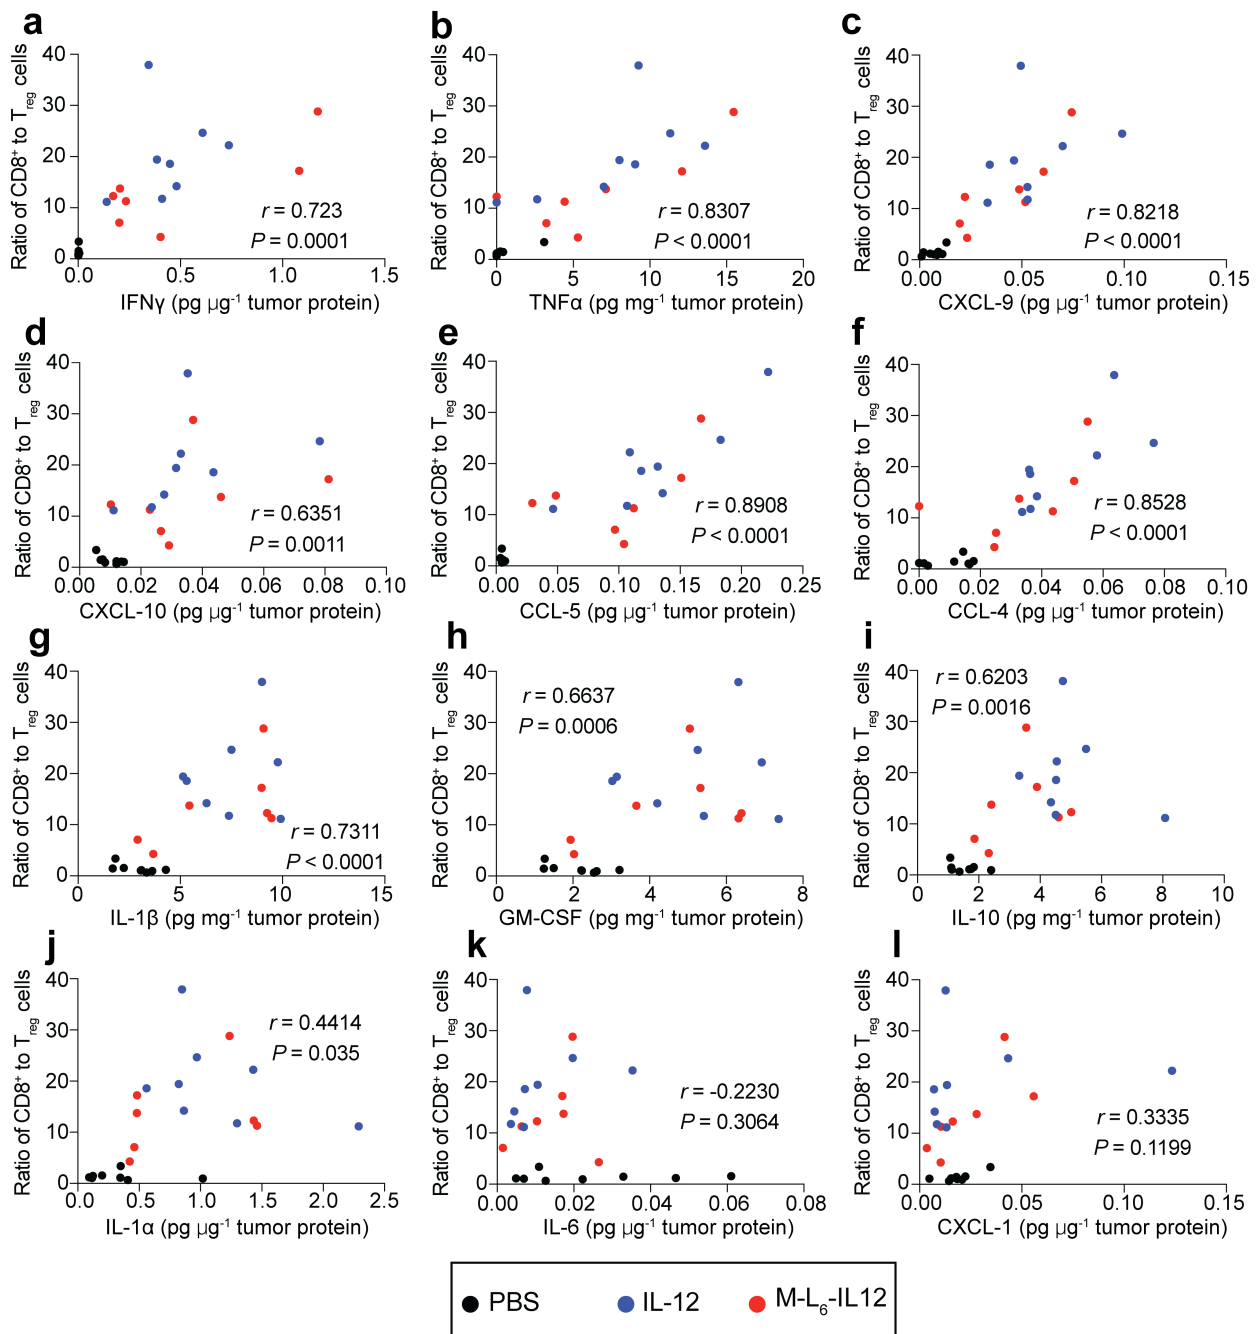 a
Ratio of CD8⁺ to T_reg cells
40
30
20
10
0
r = 0.723
P = 0.0001
0.0 0.5 1.0 1.5
IFNγ (pg µg⁻¹ tumor protein)
b
Ratio of CD8⁺ to T_reg cells
40
30
20
10
0
r = 0.8307
P < 0.0001
0 5 10 15 20
TNFα (pg mg⁻¹ tumor protein)
c
Ratio of CD8⁺ to T_reg cells
40
30
20
10
0
r = 0.8218
P < 0.0001
0.00 0.05 0.10 0.15
CXCL-9 (pg µg⁻¹ tumor protein)
d
Ratio of CD8⁺ to T_reg cells
40
30
20
10
0
r = 0.6351
P = 0.0011
0.00 0.02 0.04 0.06 0.08 0.10
CXCL-10 (pg µg⁻¹ tumor protein)
e
Ratio of CD8⁺ to T_reg cells
40
30
20
10
0
r = 0.8908
P < 0.0001
0.00 0.05 0.10 0.15 0.20 0.25
CCL-5 (pg µg⁻¹ tumor protein)
f
Ratio of CD8⁺ to T_reg cells
40
30
20
10
0
r = 0.8528
P < 0.0001
0.00 0.02 0.04 0.06 0.08 0.10
CCL-4 (pg µg⁻¹ tumor protein)
g
Ratio of CD8⁺ to T_reg cells
40
30
20
10
0
r = 0.7311
P < 0.0001
0 5 10 15
IL-1β (pg mg⁻¹ tumor protein)
h
Ratio of CD8⁺ to T_reg cells
40
30
20
10
0
r = 0.6637
P = 0.0006
0 2 4 6 8
GM-CSF (pg mg⁻¹ tumor protein)
i
Ratio of CD8⁺ to T_reg cells
40
30
20
10
0
r = 0.6203
P = 0.0016
0 2 4 6 8 10
IL-10 (pg mg⁻¹ tumor protein)
j
Ratio of CD8⁺ to T_reg cells
40
30
20
10
0
r = 0.4414
P = 0.035
0.0 0.5 1.0 1.5 2.0 2.5
IL-1α (pg µg⁻¹ tumor protein)
k
Ratio of CD8⁺ to T_reg cells
40
30
20
10
0
r = -0.2230
P = 0.3064
0.00 0.02 0.04 0.06 0.08
IL-6 (pg µg⁻¹ tumor protein)
l
Ratio of CD8⁺ to T_reg cells
40
30
20
10
0
r = 0.3335
P = 0.1199
0.00 0.05 0.10 0.15
CXCL-1 (pg µg⁻¹ tumor protein)
PBS IL-12 M-L₆-IL12